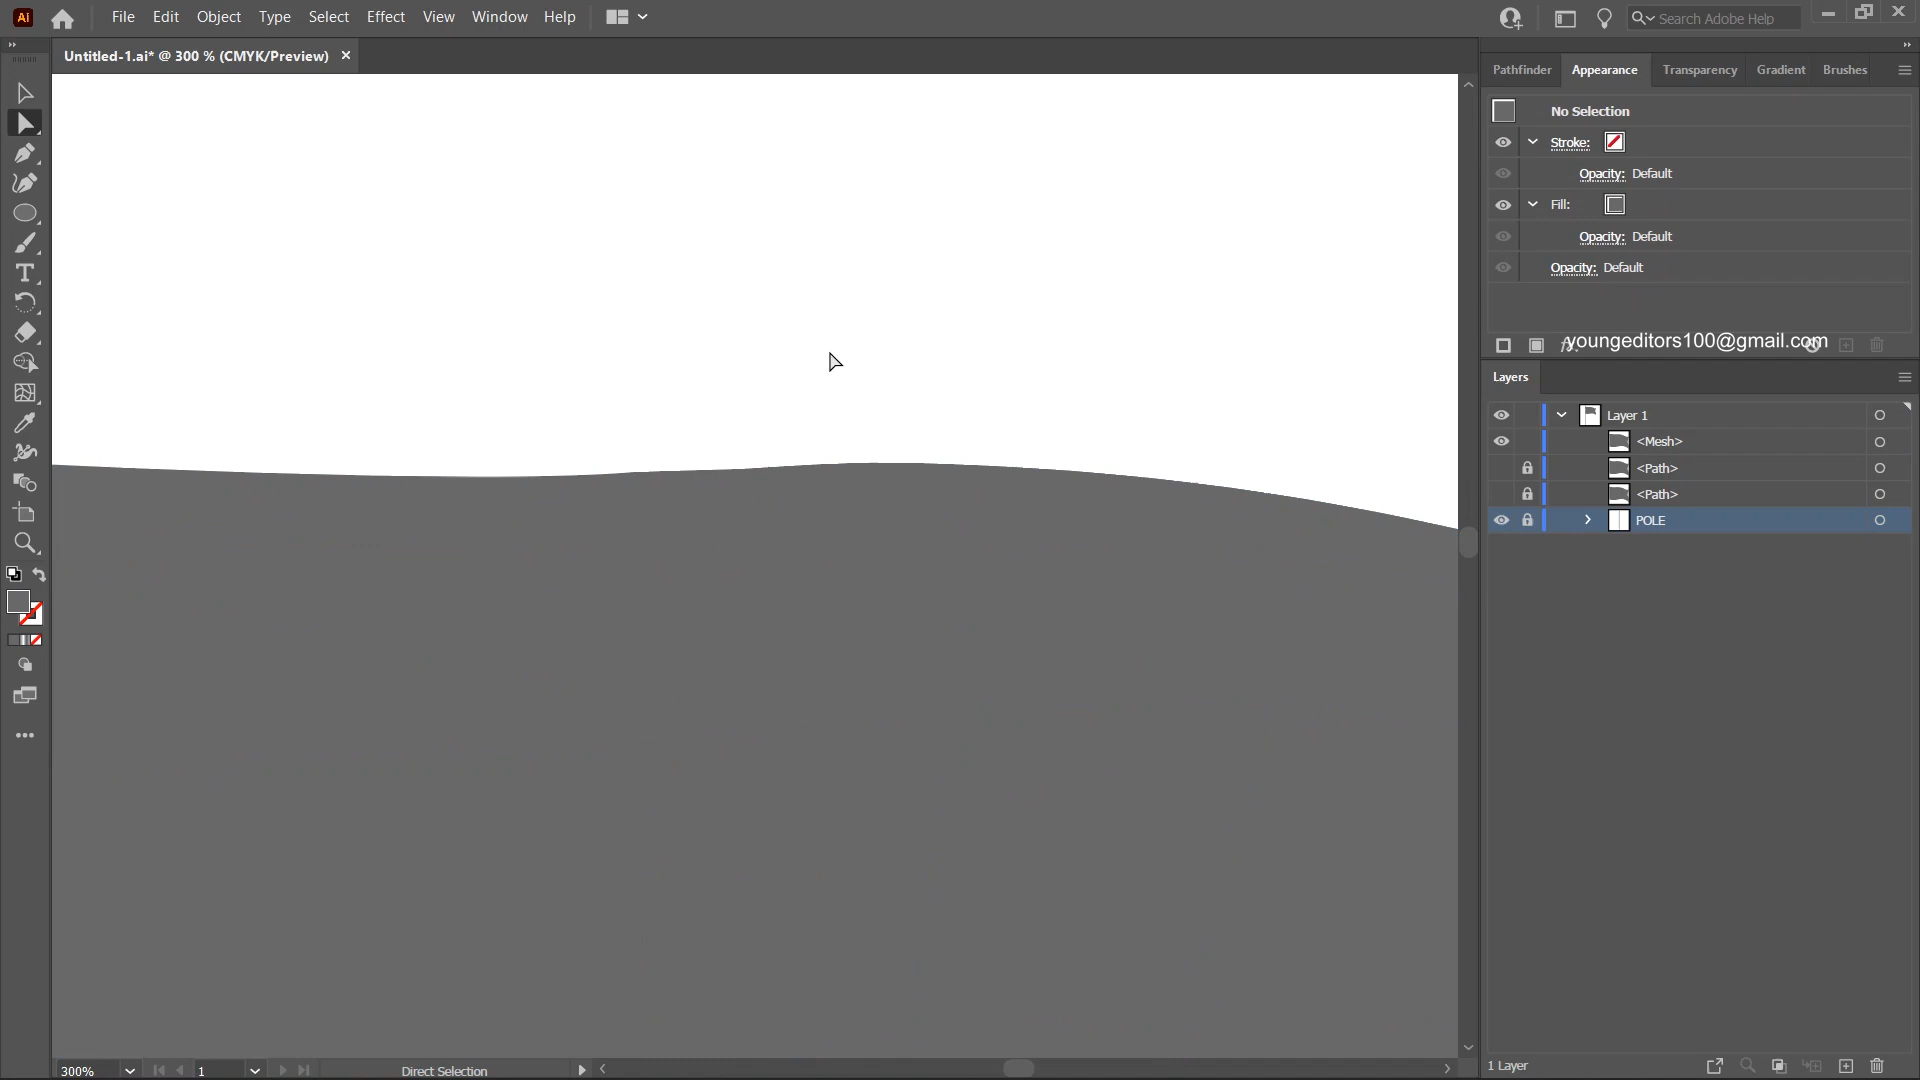 Ai File Edit Object Type Select Effect View Window Help Search Adobe Help
Untitled-1.ai* @ 300 % (CMYK/Preview)
Pathfinder Appearance Transparency Gradient Brushes
No Selection
Stroke:
Opacity: Default
Fill:
Opacity: Default
Opacity: Default
youngeditors100@gmail.com
Layers
Layer 1
<Mesh>
<Path>
<Path>
POLE
300% 1 Direct Selection
1 Layer